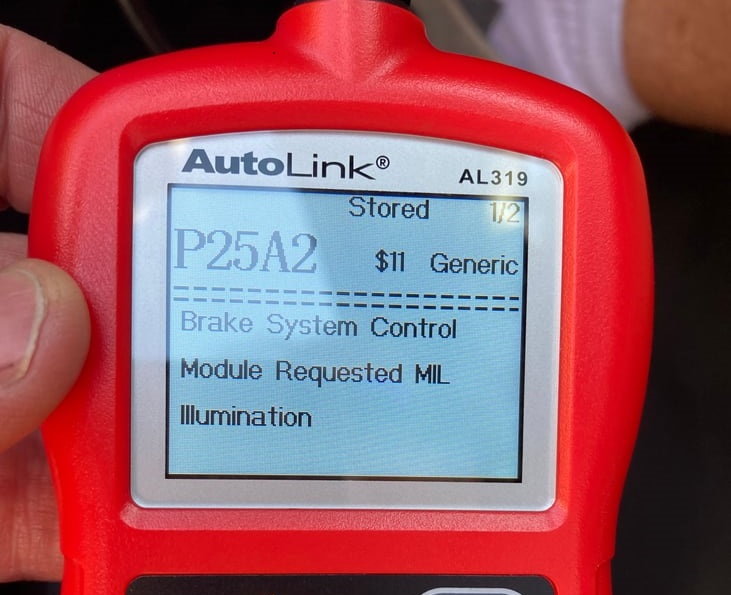 AutoLink®
AL319
Stored 1/2
P25A2 $11 Generic
Brake System Control
Module Requested MIL
Illumination